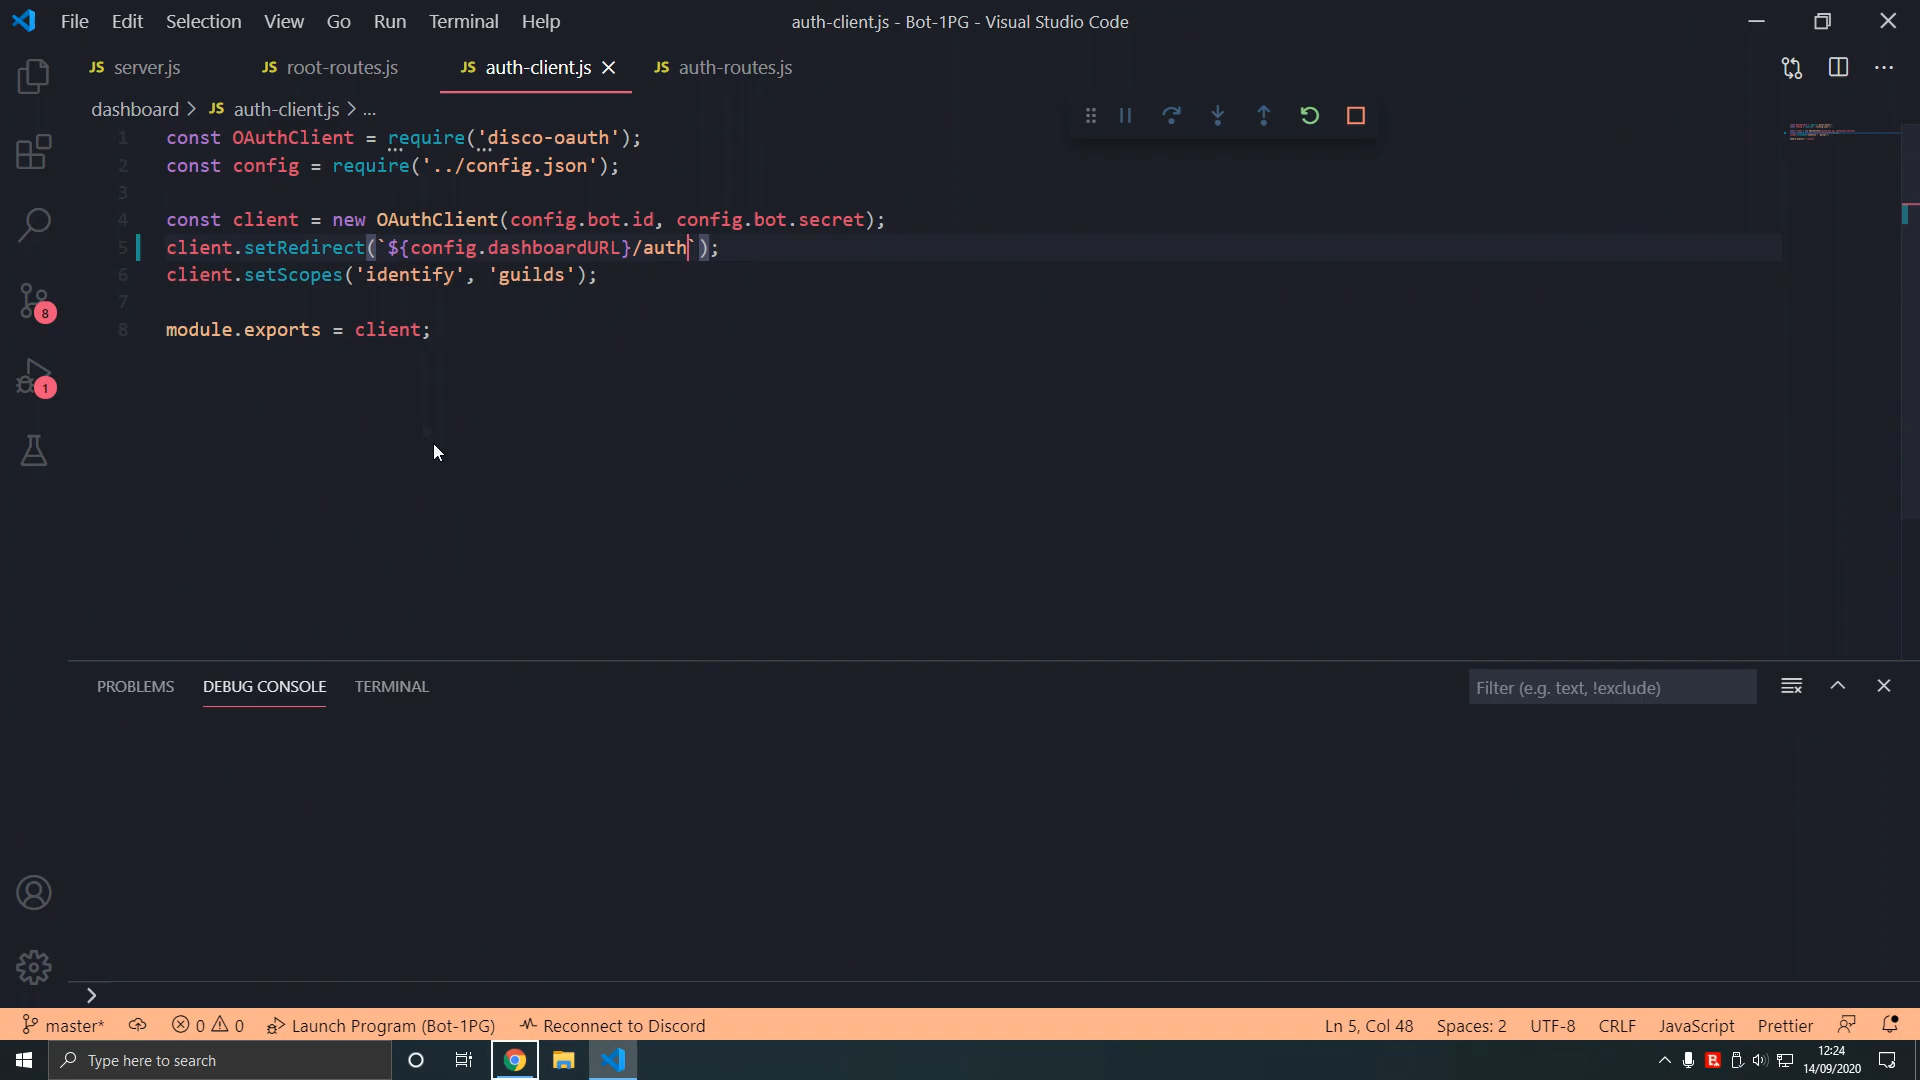 File Edit Selection View Go Run Terminal Help auth-client.js - Bot-1PG - Visual Studio Code
JS server.js JS root-routes.js JS auth-client.js JS auth-routes.js
dashboard > JS auth-client.js > ...
1 const OAuthClient = require('disco-oauth');
2 const config = require('../config.json');
3
4 const client = new OAuthClient(config.bot.id, config.bot.secret);
5 client.setRedirect(`${config.dashboardURL}/auth`);
6 client.setScopes('identify', 'guilds');
7
8 module.exports = client;
8
1
PROBLEMS DEBUG CONSOLE TERMINAL Filter (e.g. text, !exclude)
master* 0 0 Launch Program (Bot-1PG) Reconnect to Discord Ln 5, Col 48 Spaces: 2 UTF-8 CRLF JavaScript Prettier
Type here to search 12:24
14/09/2020